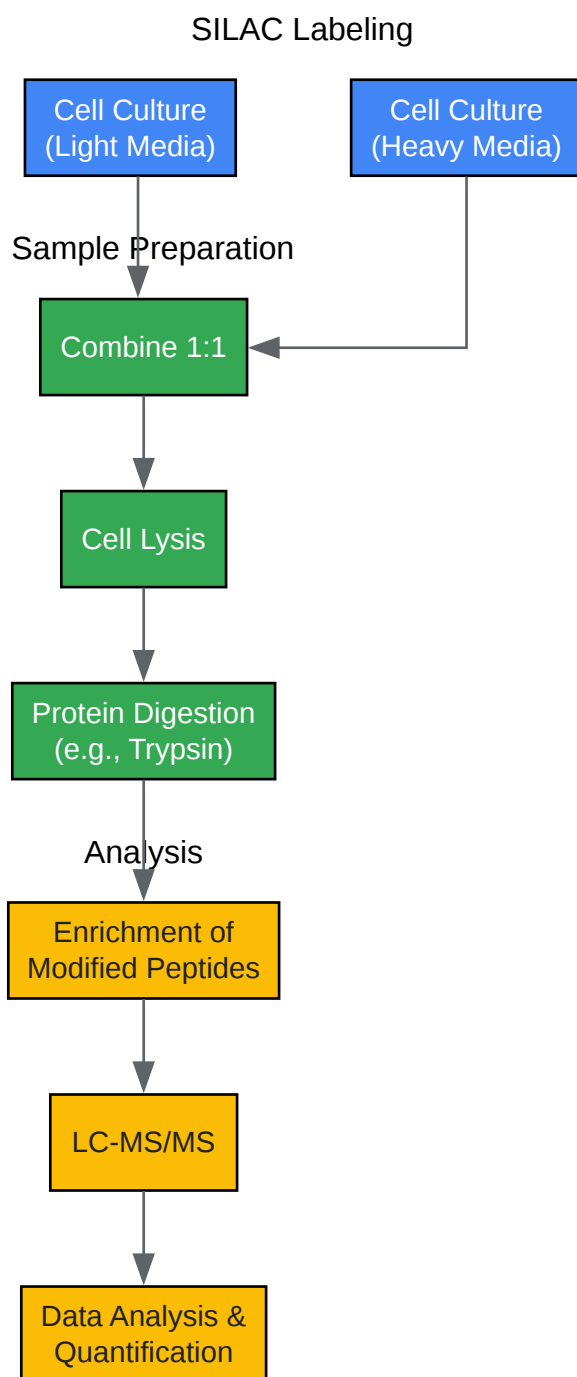 SILAC Labeling
Cell Culture
(Light Media)
Cell Culture
(Heavy Media)
Sample Preparation
Combine 1:1
Cell Lysis
Protein Digestion
(e.g., Trypsin)
Analysis
Enrichment of
Modified Peptides
LC-MS/MS
Data Analysis &
Quantification